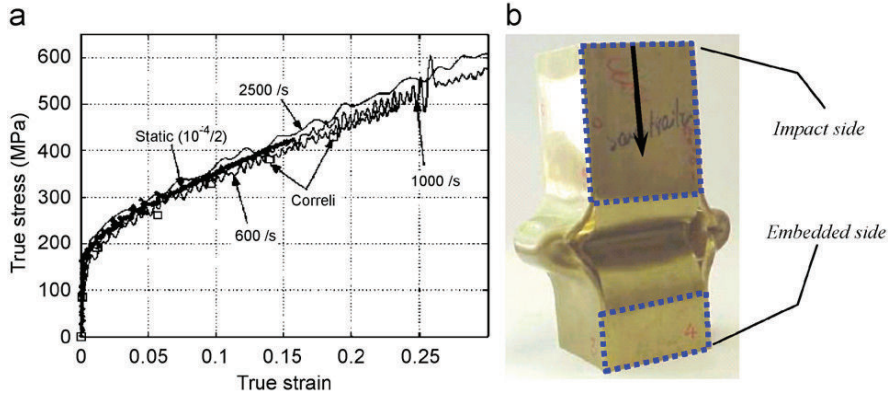 a
b
600
500
400
300
200
100
0
True stress (MPa)
2500 /s
Static (10⁻⁴/2)
Correli
600 /s
1000 /s
0
0.05
0.1
0.15
0.2
0.25
True strain
Impact side
Embedded side
4